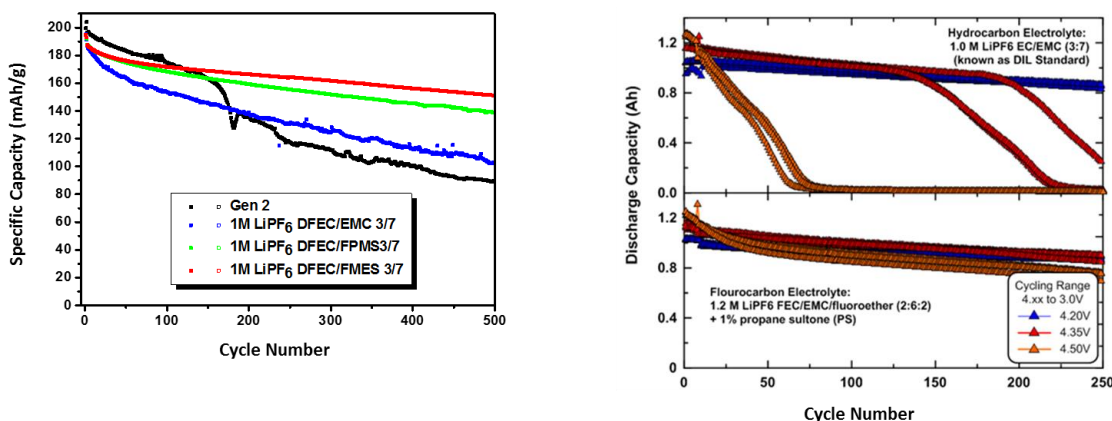 Specific Capacity (mAh/g)
200
180
160
140
120
100
80
60
40
20
0
0
100
200
300
400
500
Cycle Number
Gen 2
1M LiPF6 DFEC/EMC 3/7
1M LiPF6 DFEC/FPMS3/7
1M LiPF6 DFEC/FMES 3/7
Discharge Capacity (Ah)
1.2
0.8
0.4
0.0
Hydrocarbon Electrolyte:
1.0 M LiPF6 EC/EMC (3:7)
(known as DIL Standard)
1.2
0.8
0.4
0.0
Flourocarbon Electrolyte:
1.2 M LiPF6 FEC/EMC/fluoroether (2:6:2)
+ 1% propane sultone (PS)
Cycling Range
4.xx to 3.0V
4.20V
4.35V
4.50V
0
50
100
150
200
250
Cycle Number